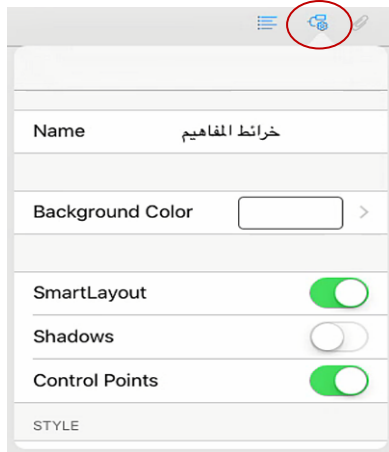 Name خرائط المفاهيم
Background Color
SmartLayout
Shadows
Control Points
STYLE